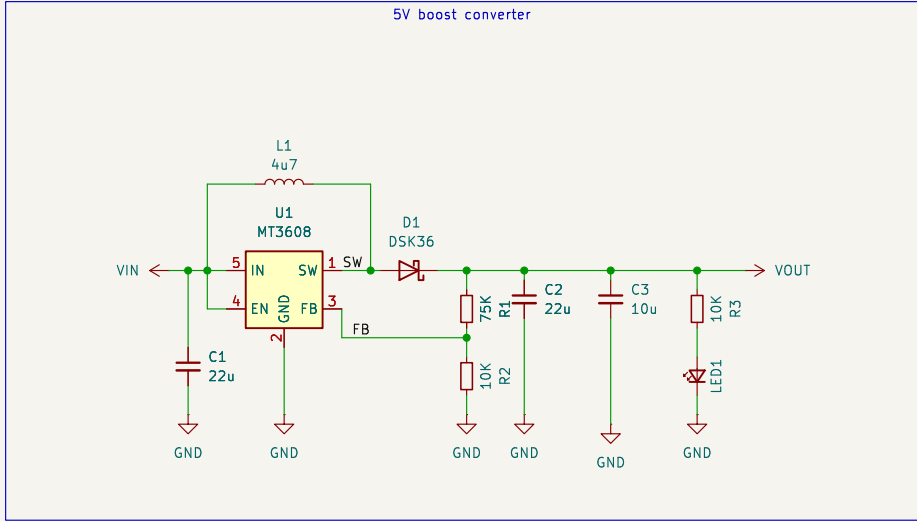 5V boost converter
L1
4u7
U1
MT3608
D1
DSK36
VIN
5
IN
SW
1
SW
VOUT
4
EN
GND
FB
3
FB
2
75K
R1
C2
22u
C3
10u
10K
R3
C1
22u
10K
R2
LED1
GND
GND
GND
GND
GND
GND